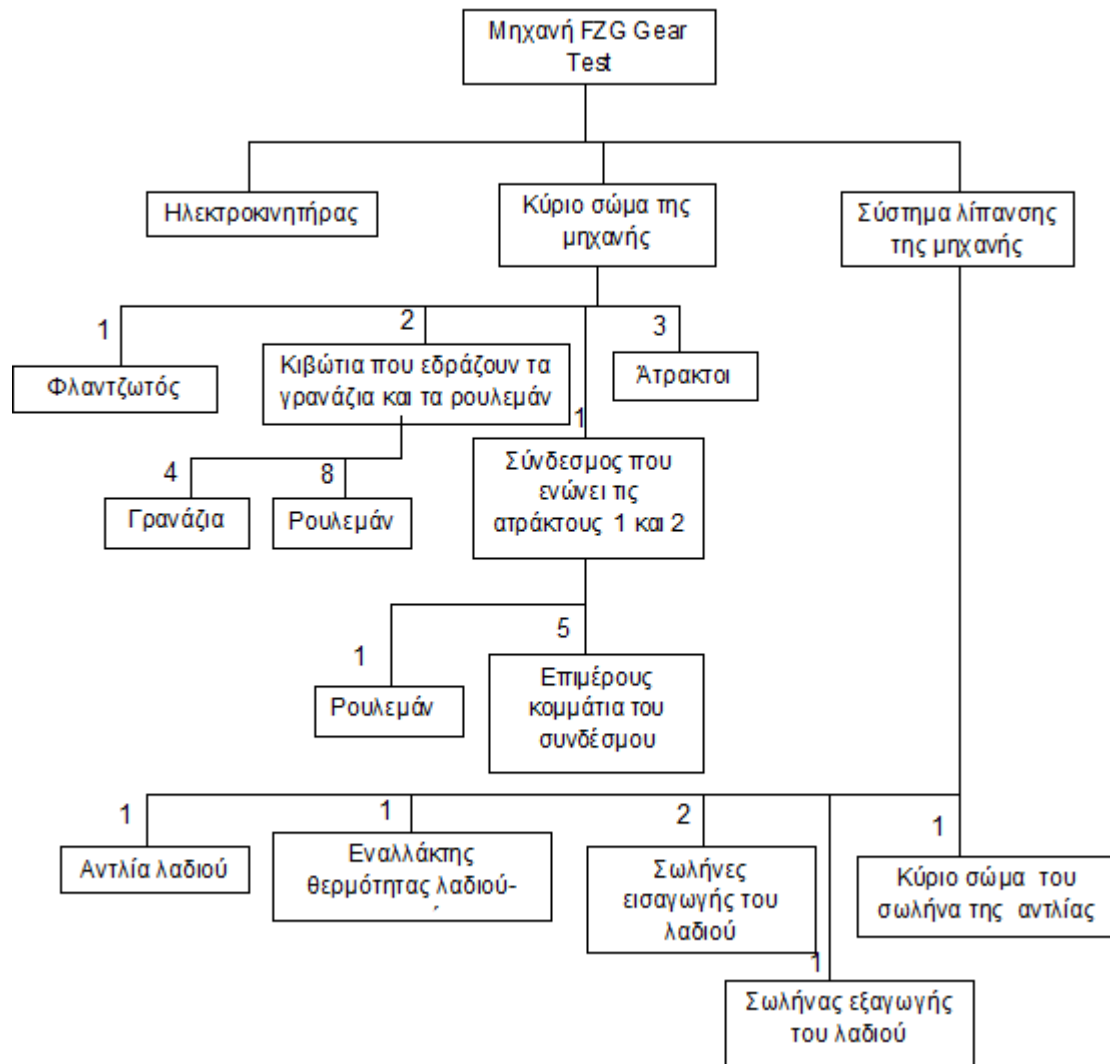 Μηχανή FZG Gear
Test
Ηλεκτροκινητήρας
Κύριο σώμα της
μηχανής
Σύστημα λίπανσης
της μηχανής
1
2
3
Φλαντζωτός
Κιβώτια που εδράζουν τα
γρανάζια και τα ρουλεμάν
Άτρακτοι
1
4
8
Γρανάζια
Ρουλεμάν
Σύνδεσμος που
ενώνει τις
ατράκτους 1 και 2
1
5
Ρουλεμάν
Επιμέρους
κομμάτια του
συνδέσμου
1
1
2
1
Αντλία λαδιού
Εναλλάκτης
θερμότητας λαδιού-
Σωλήνες
εισαγωγής του
λαδιού
Κύριο σώμα του
σωλήνα της αντλίας
1
Σωλήνας εξαγωγής
του λαδιού